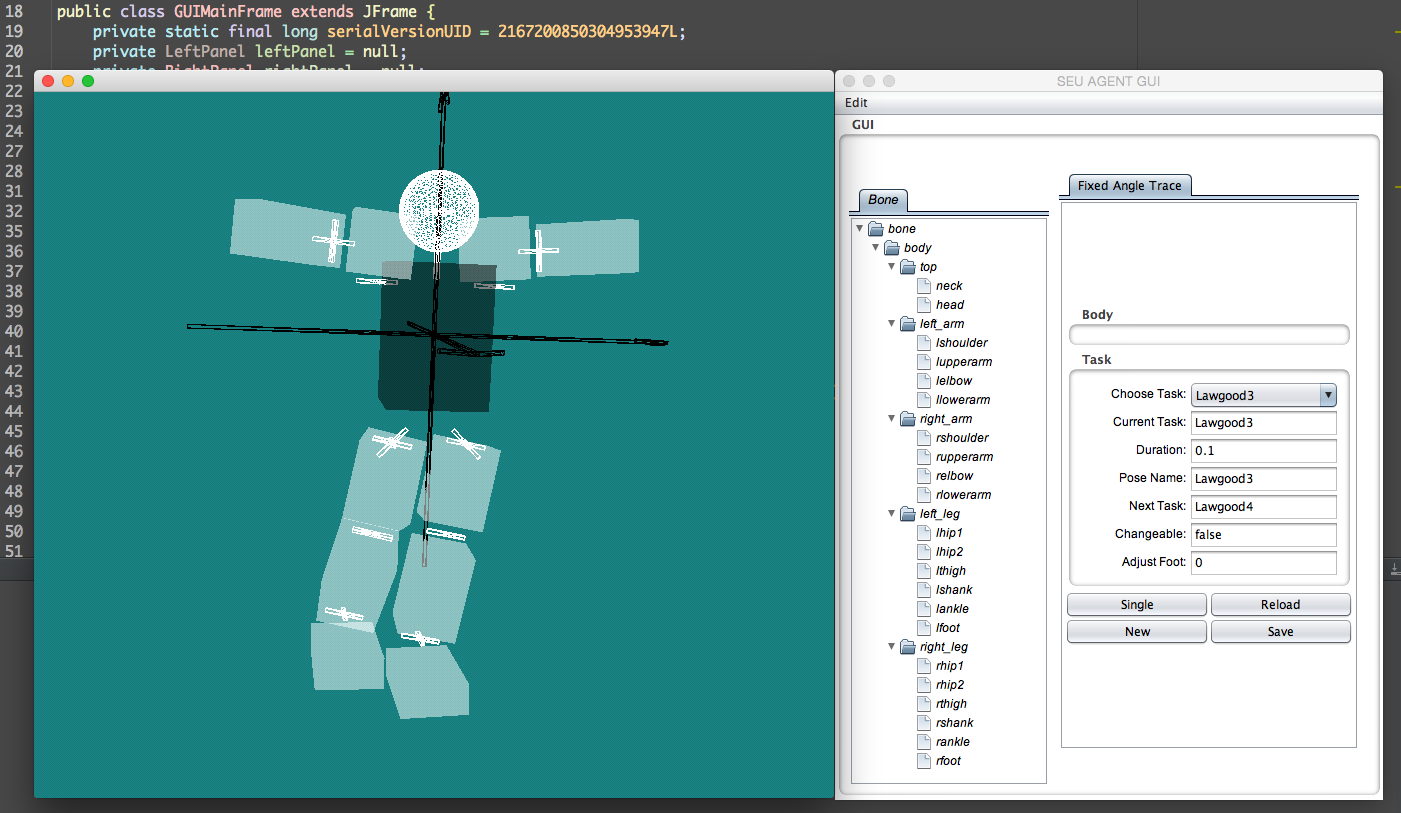 18 public class GUIMainFrame extends JFrame {
19 private static final long serialVersionUID = 2167200850304953947L;
20 private LeftPanel leftPanel = null;
21 private RightPanel rightPanel = null;
22
23
24
27
28
31
32
35
36
37
38
39
40
41
42
43
44
45
46
47
48
49
50
51
SEU AGENT GUI
Edit
GUI
Bone
bone
body
top
neck
head
left_arm
lshoulder
lupperarm
lelbow
llowerarm
right_arm
rshoulder
rupperarm
relbow
rlowerarm
left_leg
lhip1
lhip2
lthigh
lshank
lankle
lfoot
right_leg
rhip1
rhip2
rthigh
rshank
rankle
rfoot
Fixed Angle Trace
Body
Task
Choose Task: Lawgood3
Current Task: Lawgood3
Duration: 0.1
Pose Name: Lawgood3
Next Task: Lawgood4
Changeable: false
Adjust Foot: 0
Single Reload
New Save